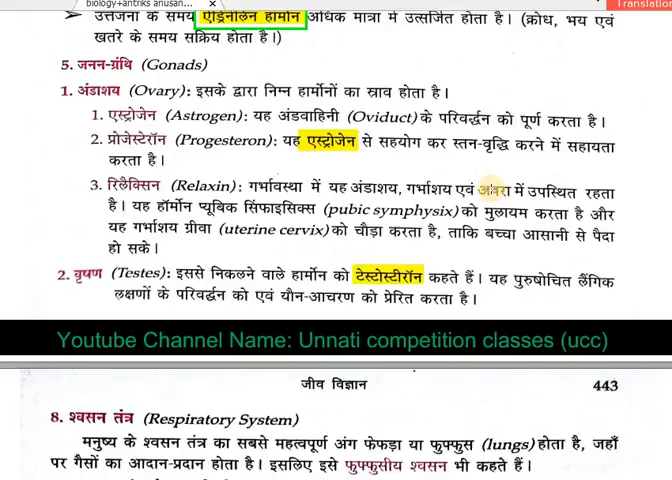 biology+antriks anusan...
Translation
➢ उत्तेजना के समय एड्रिनेलिन हार्मोन अधिक मात्रा में उत्सर्जित होता है। (क्रोध, भय एवं
खतरे के समय सक्रिय होता है।)
5. जनन-ग्रंथि (Gonads)
1. अंडाशय (Ovary): इसके द्वारा निम्न हार्मोनों का स्राव होता है।
1. एस्ट्रोजेन (Astrogen): यह अंडवाहिनी (Oviduct) के परिवर्द्धन को पूर्ण करता है।
2. प्रोजेस्टेरॉन (Progesteron): यह एस्ट्रोजेन से सहयोग कर स्तन-वृद्धि करने में सहायता
करता है।
3. रिलैक्सिन (Relaxin): गर्भावस्था में यह अंडाशय, गर्भाशय एवं अपरा में उपस्थित रहता
है। यह हॉर्मोन प्यूबिक सिंफाइसिक्स (pubic symphysix) को मुलायम करता है और
यह गर्भाशय ग्रीवा (uterine cervix) को चौड़ा करता है, ताकि बच्चा आसानी से पैदा
हो सके।
2. वृषण (Testes): इससे निकलने वाले हार्मोन को टेस्टोस्टीरॉन कहते हैं। यह पुरुषोचित लैंगिक
लक्षणों के परिवर्द्धन को एवं यौन-आचरण को प्रेरित करता है।
Youtube Channel Name: Unnati competition classes (ucc)
जीव विज्ञान 443
8. श्वसन तंत्र (Respiratory System)
मनुष्य के श्वसन तंत्र का सबसे महत्वपूर्ण अंग फेफड़ा या फुफ्फुस (lungs) होता है, जहाँ
पर गैसों का आदान-प्रदान होता है। इसलिए इसे फुफ्फुसीय श्वसन भी कहते हैं।